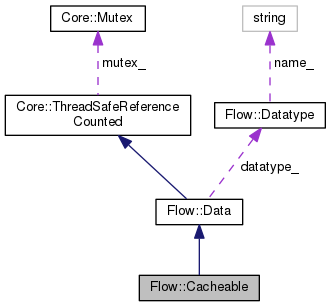 Core::Mutex
string
mutex_
name_
Core::ThreadSafeReference
Counted
Flow::Datatype
datatype_
Flow::Data
Flow::Cacheable